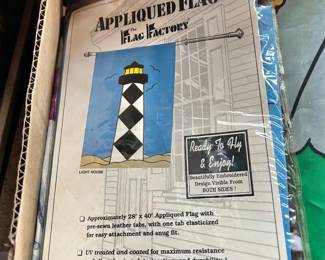 APPLIQUED FLAG
THE
FLAG FACTORY
LIGHT HOUSE
Ready To Fly
& Enjoy!
Beautifully Embroidered
Design Visible From
BOTH SIDES!
❑ Approximately 28" x 40" Appliqued Flag with
pre-sewn leather tabs, with one tab elasticized
for easy attachment and snug fit.
❑ UV treated and coated for maximum resistance